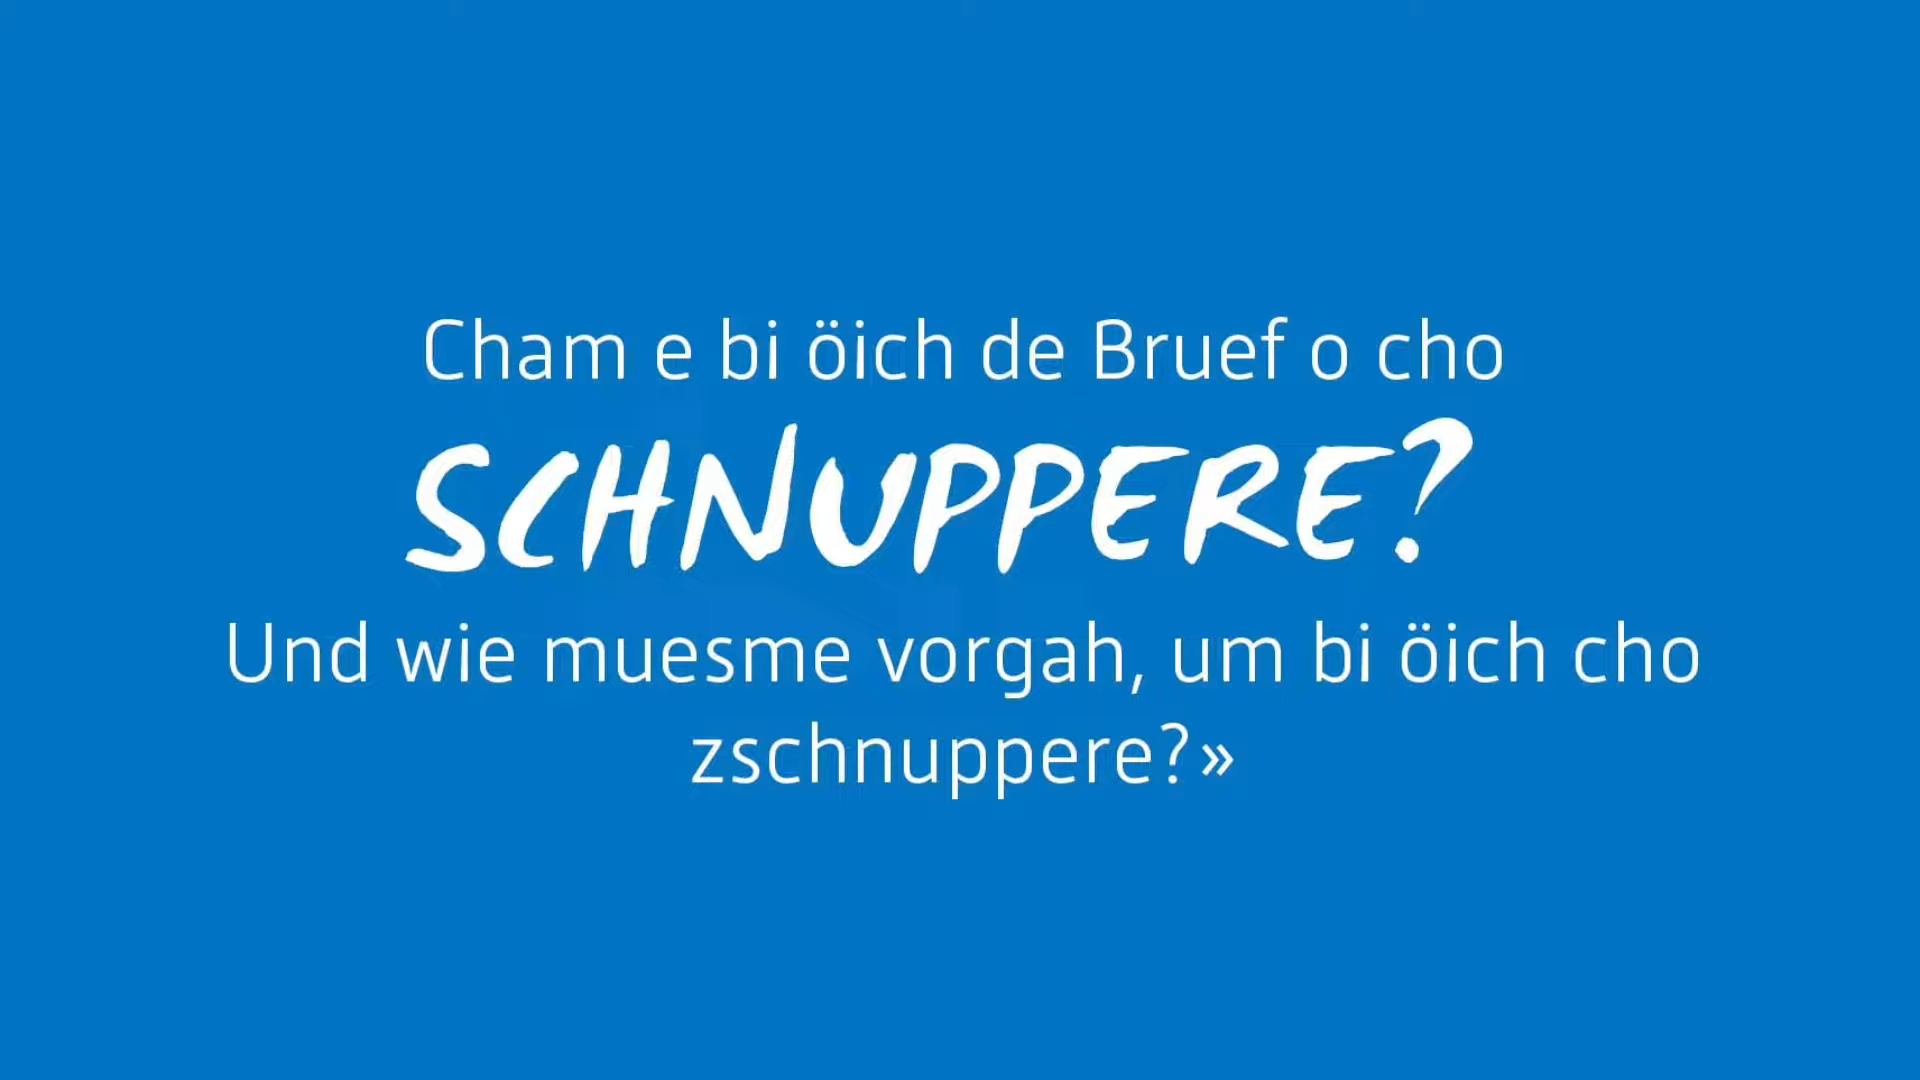 Cham e bi öich de Bruef o cho
SCHNUPPERE?
Und wie muesme vorgah, um bi öich cho
zschnuppere?»